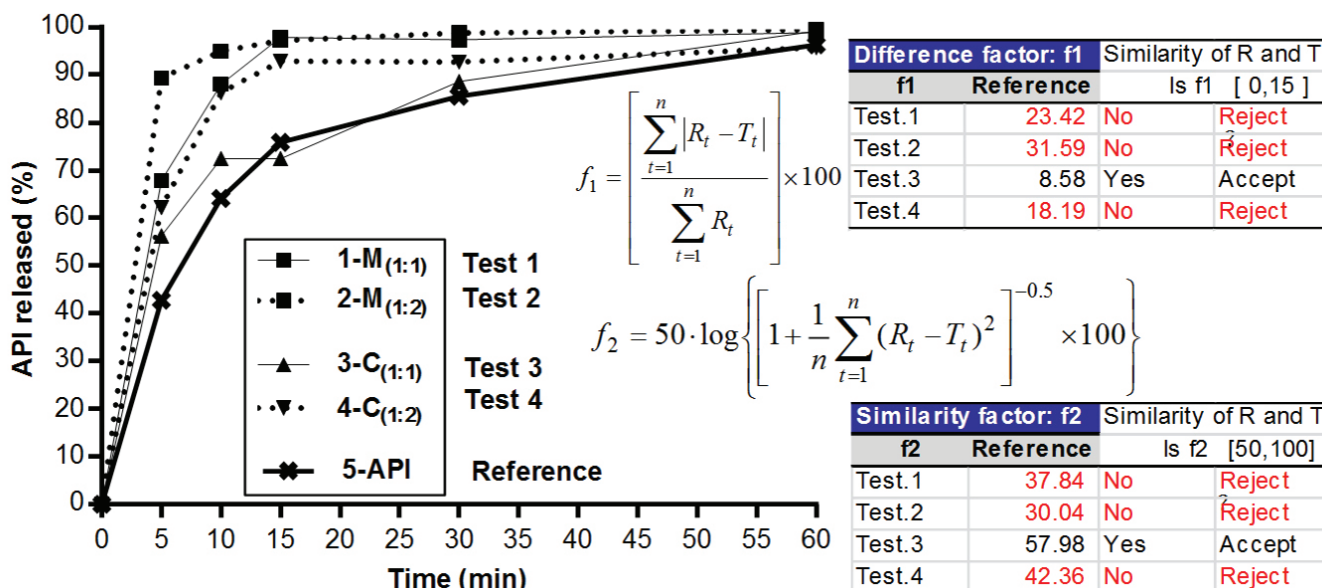 API released (%)
100
90
80
70
60
50
40
30
20
10
0
0 5 10 15 20 25 30 35 40 45 50 55 60
Time (min)
1-M(1:1) Test 1
2-M(1:2) Test 2
3-C(1:1) Test 3
4-C(1:2) Test 4
5-API Reference
f₁ = [ ∑ₜ₌₁ⁿ |Rₜ − Tₜ| / ∑ₜ₌₁ⁿ Rₜ ] ×100
f₂ = 50·log{ [ 1 + 1/n ∑ₜ₌₁ⁿ (Rₜ − Tₜ)² ]^−0.5 ×100 }
Difference factor: f1 Similarity of R and T
f1 Reference Is f1 [ 0,15 ]
Test.1 23.42 No Reject
?
Test.2 31.59 No Reject
Test.3 8.58 Yes Accept
Test.4 18.19 No Reject
Similarity factor: f2 Similarity of R and T
f2 Reference Is f2 [50,100]
Test.1 37.84 No Reject
?
Test.2 30.04 No Reject
Test.3 57.98 Yes Accept
Test.4 42.36 No Reject